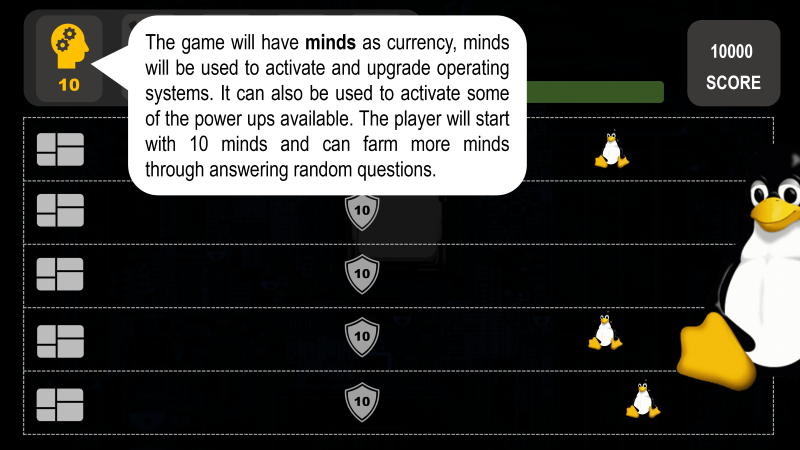 The game will have minds as currency, minds
will be used to activate and upgrade operating
systems. It can also be used to activate some
of the power ups available. The player will start
with 10 minds and can farm more minds
through answering random questions.
10
10000
SCORE
10
10
10
10